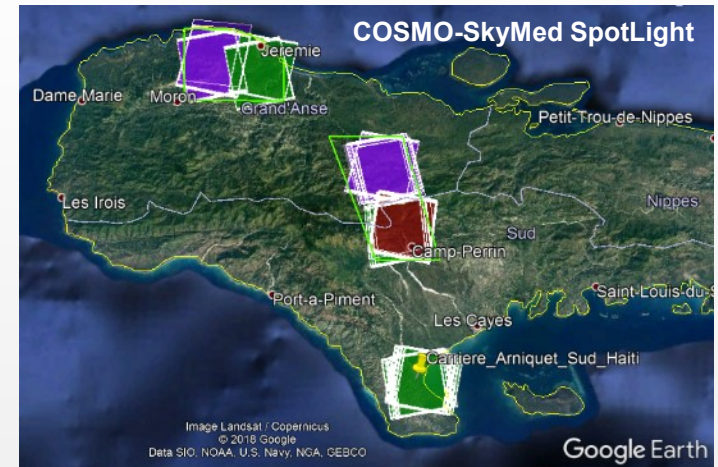 COSMO-SkyMed SpotLight
Jeremie
Dame-Marie
Moron
Grand'Anse
Petit-Trou-de-Nippes
Les Irois
Nippes
Sud
Camp-Perrin
Port-a-Piment
Saint-Louis-du-S
Les Cayes
Carriere_Arniquet_Sud_Haiti
Image Landsat / Copernicus
© 2018 Google
Data SIO, NOAA, U.S. Navy, NGA, GEBCO
Google Earth